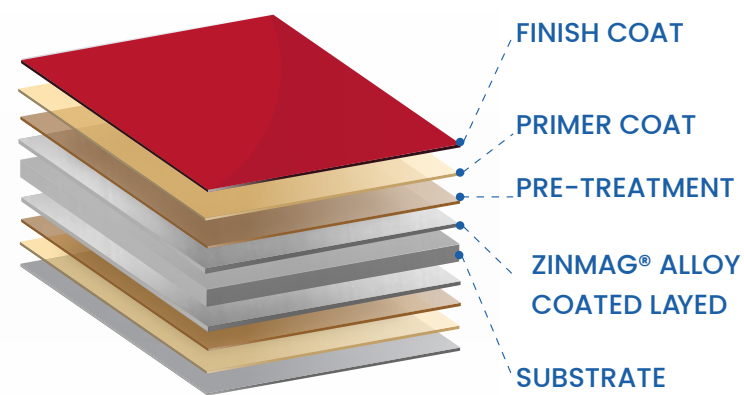 FINISH COAT
PRIMER COAT
PRE-TREATMENT
ZINMAG® ALLOY
COATED LAYED
SUBSTRATE